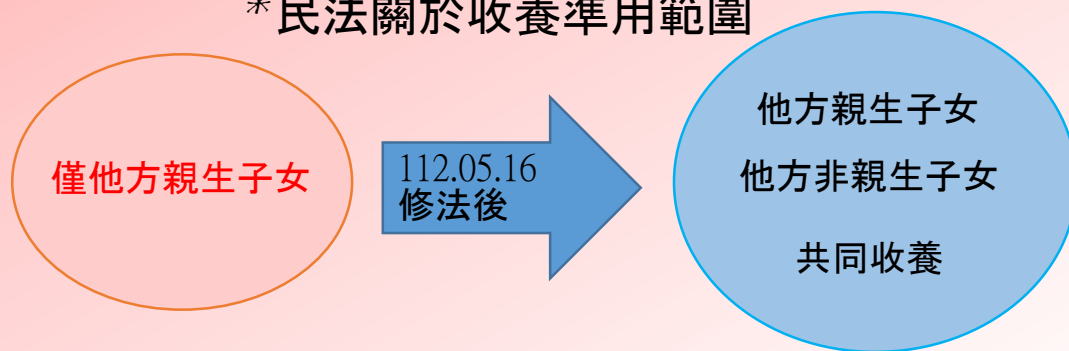 *民法關於收養準用範圍
僅他方親生子女
112.05.16
修法後
他方親生子女
他方非親生子女
共同收養